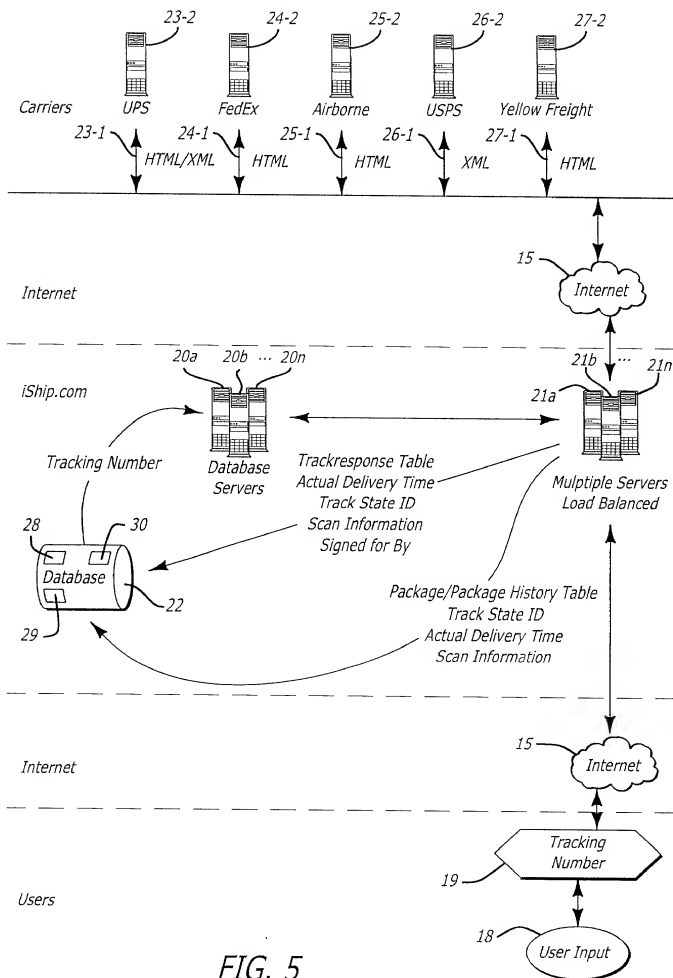 23-2 24-2 25-2 26-2 27-2
Carriers UPS FedEx Airborne USPS Yellow Freight
23-1 24-1 25-1 26-1 27-1
HTML/XML HTML HTML XML HTML
15
Internet
Internet
20a 20b ... 20n
21b ... 21n
iShip.com
21a
Tracking Number
Database
Servers
Trackresponse Table
Actual Delivery Time
Track State ID
Scan Information
Signed for By
Mulptiple Servers
Load Balanced
28 30
Database
22
29
Package/Package History Table
Track State ID
Actual Delivery Time
Scan Information
15
Internet
Internet
Tracking
Number
19
Users
18
User Input
FIG. 5